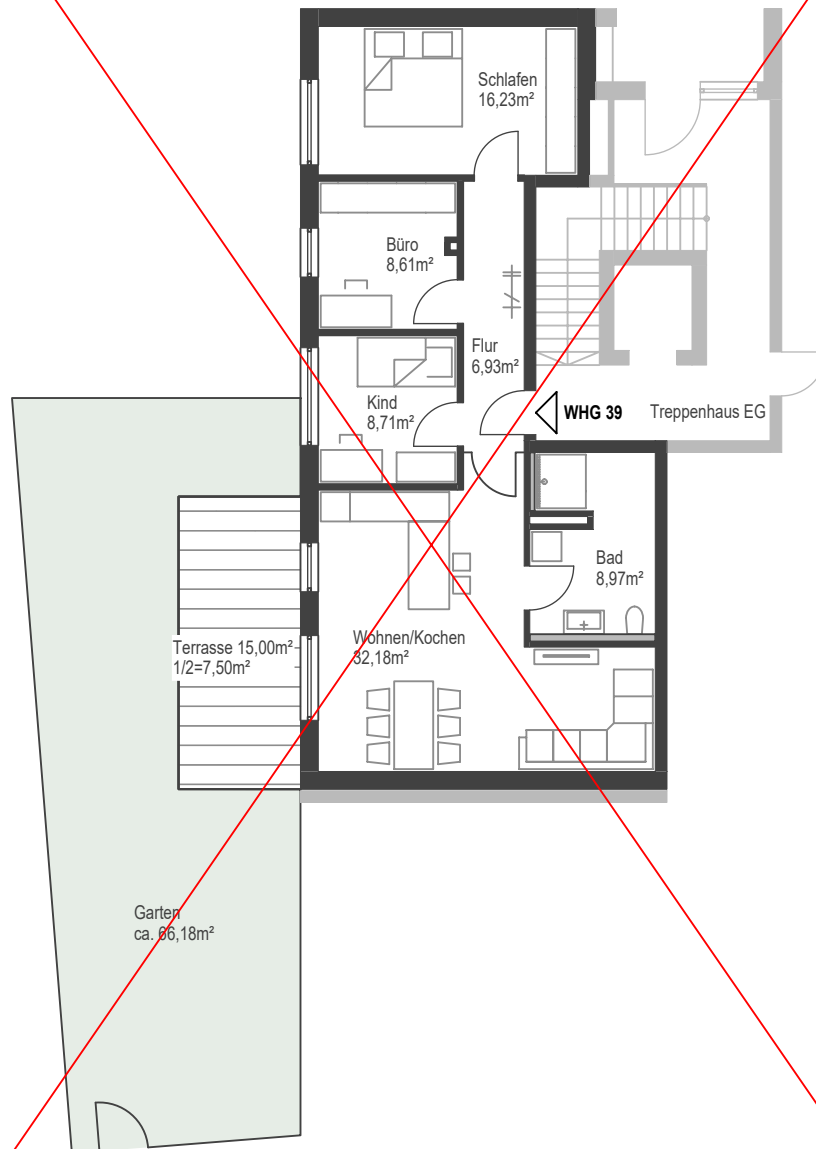 Schlafen
16,23m²
Büro
8,61m²
Flur
6,93m²
Kind
8,71m²
WHG 39
Treppenhaus EG
Bad
8,97m²
Wohnen/Kochen
32,18m²
Terrasse 15,00m²
1/2=7,50m²
Garten
ca. 66,18m²